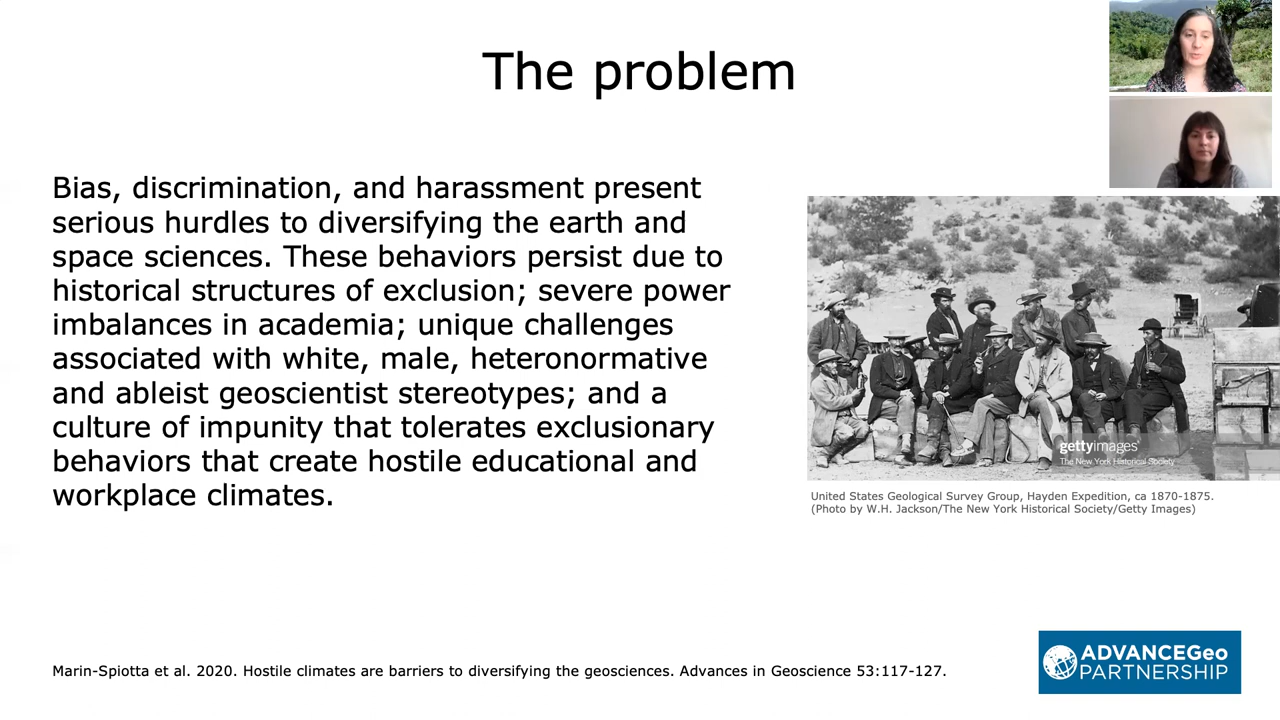 The problem
Bias, discrimination, and harassment present
serious hurdles to diversifying the earth and
space sciences. These behaviors persist due to
historical structures of exclusion; severe power
imbalances in academia; unique challenges
associated with white, male, heteronormative
and ableist geoscientist stereotypes; and a
culture of impunity that tolerates exclusionary
behaviors that create hostile educational and
workplace climates.
gettyimages®
The New York Historical Society
United States Geological Survey Group, Hayden Expedition, ca 1870-1875.
(Photo by W.H. Jackson/The New York Historical Society/Getty Images)
Marin-Spiotta et al. 2020. Hostile climates are barriers to diversifying the geosciences. Advances in Geoscience 53:117-127.
ADVANCEGeo
PARTNERSHIP